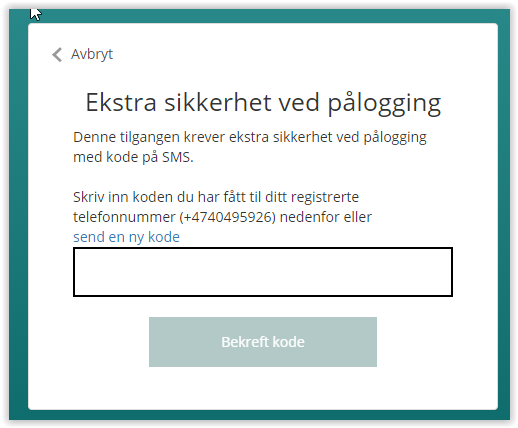 Avbryt
Ekstra sikkerhet ved pålogging
Denne tilgangen krever ekstra sikkerhet ved pålogging
med kode på SMS.
Skriv inn koden du har fått til ditt registrerte
telefonnummer (+4740495926) nedenfor eller
send en ny kode
Bekreft kode